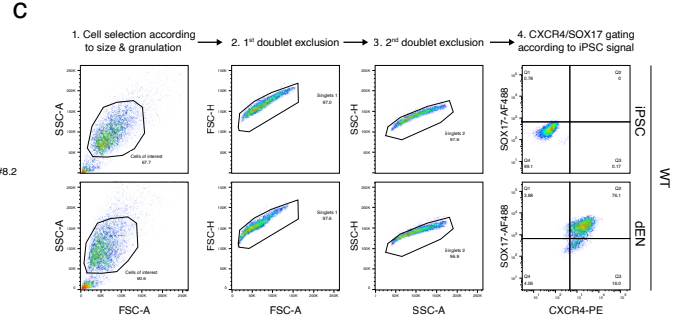 C
1. Cell selection according
to size & granulation
2. 1st doublet exclusion
3. 2nd doublet exclusion
4. CXCR4/SOX17 gating
according to iPSC signal
#8.2
SSC-A
Cells of interest
67.7
FSC-H
Singlets 1
97.0
SSC-H
Singlets 2
97.6
SOX17-AF488
Q1
0.78
Q2
0
Q4
99.1
Q3
0.17
iPSC
WT
SSC-A
Cells of interest
60.6
FSC-A
FSC-H
Singlets 1
97.6
FSC-A
SSC-H
Singlets 2
96.9
SSC-A
SOX17-AF488
Q1
3.88
Q2
76.1
Q4
4.06
Q3
16.0
CXCR4-PE
dEN